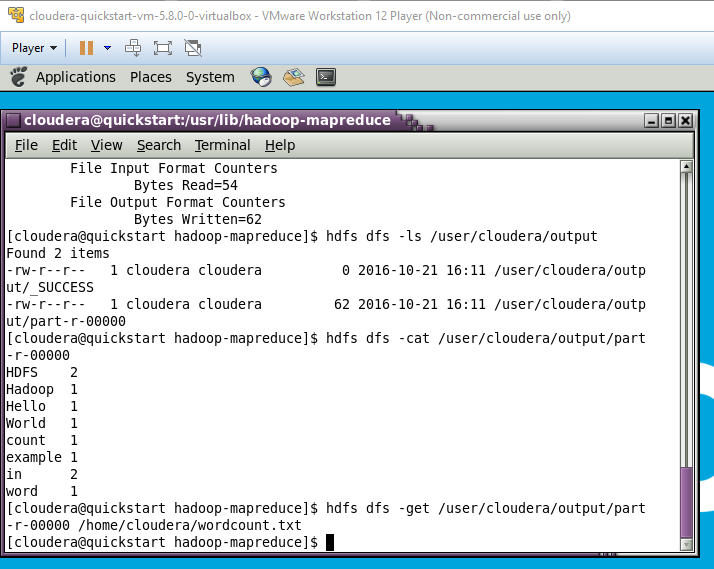 cloudera-quickstart-vm-5.8.0-0-virtualbox - VMware Workstation 12 Player (Non-commercial use only)
Player
Applications Places System
cloudera@quickstart:/usr/lib/hadoop-mapreduce
File Edit View Search Terminal Help
File Input Format Counters
Bytes Read=54
File Output Format Counters
Bytes Written=62
[cloudera@quickstart hadoop-mapreduce]$ hdfs dfs -ls /user/cloudera/output
Found 2 items
-rw-r--r--   1 cloudera cloudera          0 2016-10-21 16:11 /user/cloudera/outp
ut/_SUCCESS
-rw-r--r--   1 cloudera cloudera         62 2016-10-21 16:11 /user/cloudera/outp
ut/part-r-00000
[cloudera@quickstart hadoop-mapreduce]$ hdfs dfs -cat /user/cloudera/output/part
-r-00000
HDFS    2
Hadoop  1
Hello   1
World   1
count   1
example 1
in      2
word    1
[cloudera@quickstart hadoop-mapreduce]$ hdfs dfs -get /user/cloudera/output/part
-r-00000 /home/cloudera/wordcount.txt
[cloudera@quickstart hadoop-mapreduce]$